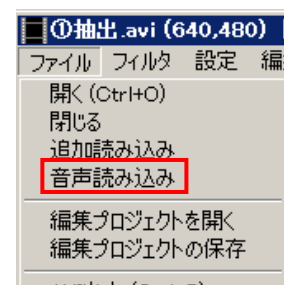 ①抽出.avi (640,480)
ファイル フィルタ 設定 編
開く (Ctrl+O)
閉じる
追加読み込み
音声読み込み
編集プロジェクトを開く
編集プロジェクトの保存